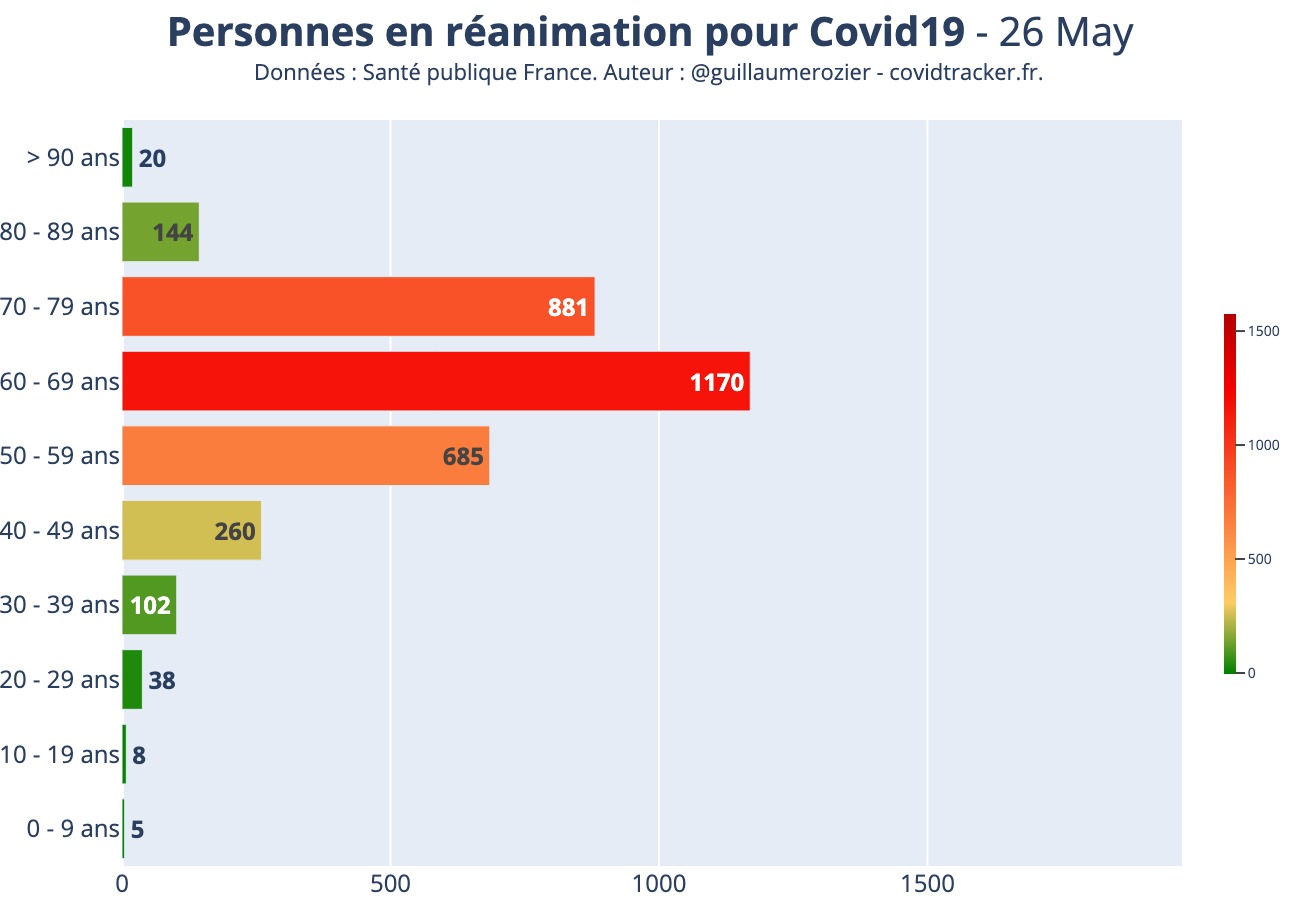 Personnes en réanimation pour Covid19 - 26 May
Données : Santé publique France. Auteur : @guillaumerozier - covidtracker.fr.
> 90 ans 20
80 - 89 ans 144
70 - 79 ans 881
60 - 69 ans 1170
50 - 59 ans 685
40 - 49 ans 260
30 - 39 ans 102
20 - 29 ans 38
10 - 19 ans 8
0 - 9 ans 5
0 500 1000 1500
1500
1000
500
0